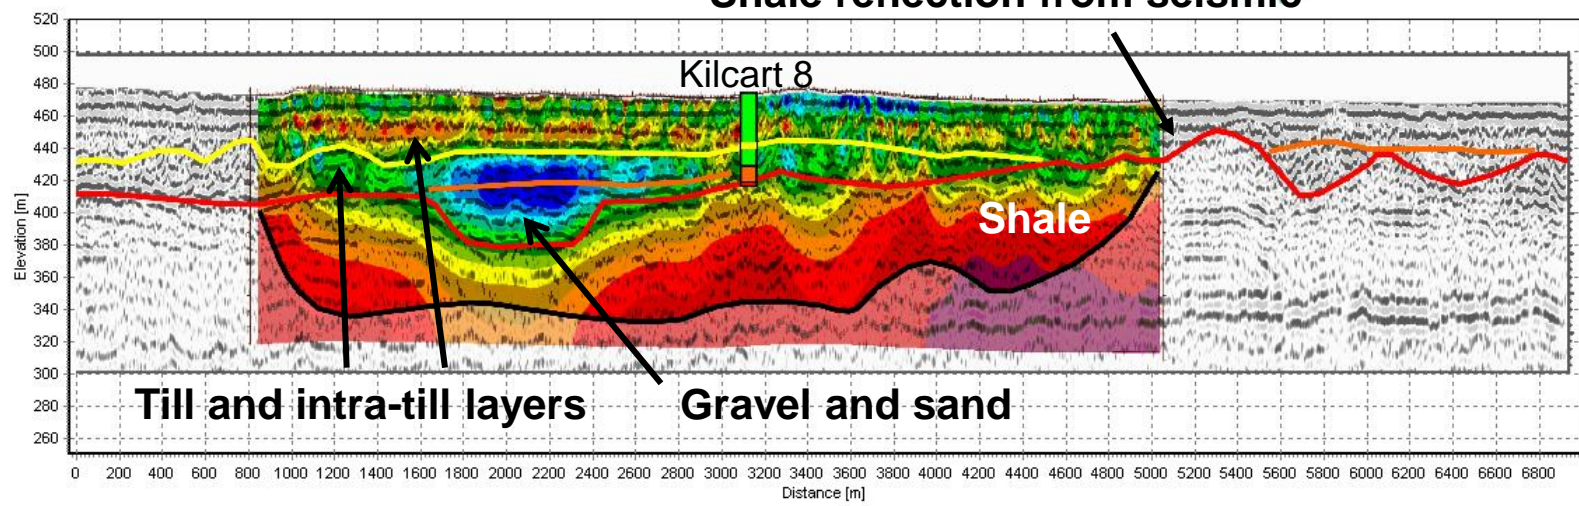 Shale reflection from seismic
520
500
480
460
440
420
400
380
360
340
320
300
280
260
Elevation [m]
Kilcart 8
Shale
Till and intra-till layers
Gravel and sand
0 200 400 600 800 1000 1200 1400 1600 1800 2000 2200 2400 2600 2800 3000 3200 3400 3600 3800 4000 4200 4400 4600 4800 5000 5200 5400 5600 5800 6000 6200 6400 6600 6800
Distance [m]